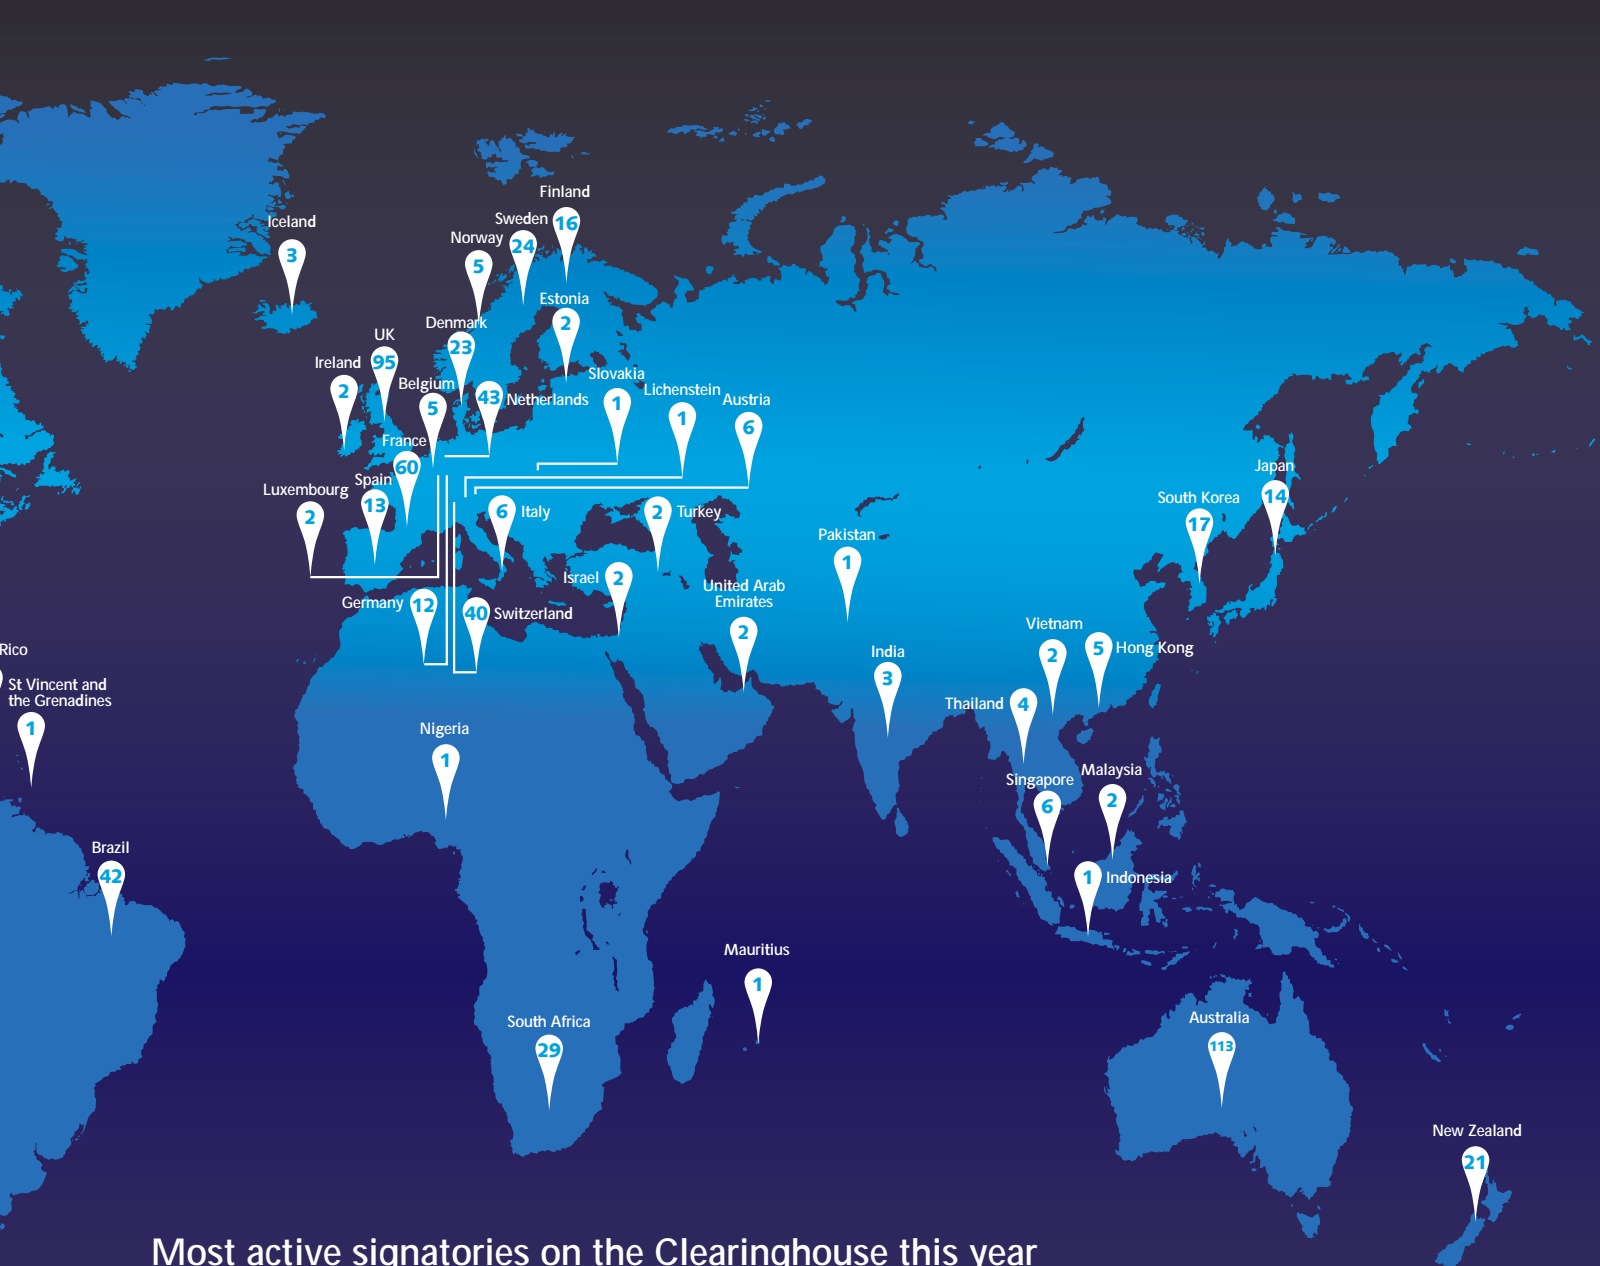 Finland
16
Sweden
24
Iceland
3
Norway
5
Estonia
2
Denmark
23
UK
95
Ireland
2
Belgium
5
43
Netherlands
Slovakia
1
Lichenstein
1
Austria
6
France
60
Spain
13
Luxembourg
2
6
Italy
2
Turkey
Japan
14
South Korea
17
Pakistan
1
Israel
2
United Arab
Emirates
2
Germany
12
40
Switzerland
Vietnam
2
5
Hong Kong
Rico
India
3
St Vincent and
the Grenadines
1
Thailand
4
Nigeria
1
Malaysia
2
Singapore
6
Brazil
42
1
Indonesia
Mauritius
1
South Africa
29
Australia
113
New Zealand
21
Most active signatories on the Clearinghouse this year